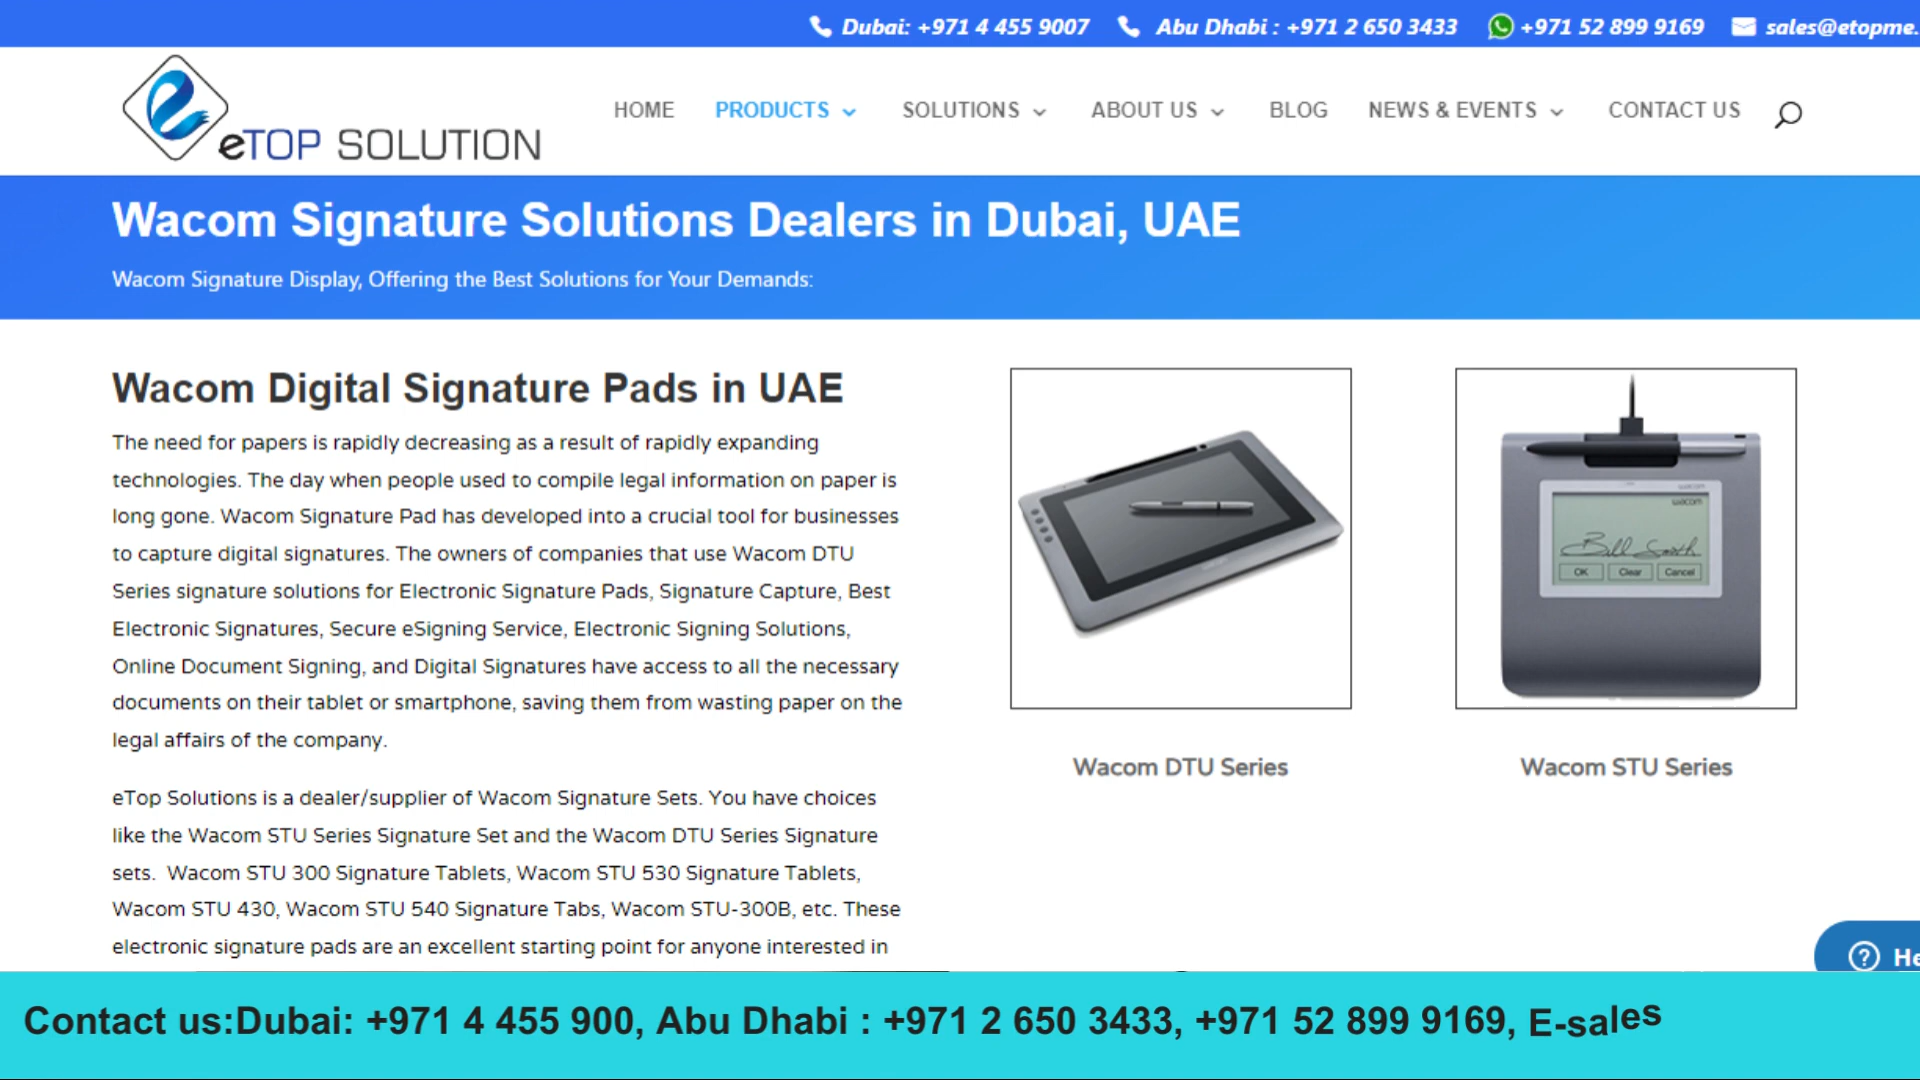 Dubai: +971 4 455 9007 Abu Dhabi : +971 2 650 3433 +971 52 899 9169 sales@etopme.
eTOP SOLUTION
HOME PRODUCTS SOLUTIONS ABOUT US BLOG NEWS & EVENTS CONTACT US
Wacom Signature Solutions Dealers in Dubai, UAE
Wacom Signature Display, Offering the Best Solutions for Your Demands:
Wacom Digital Signature Pads in UAE
The need for papers is rapidly decreasing as a result of rapidly expanding
technologies. The day when people used to compile legal information on paper is
long gone. Wacom Signature Pad has developed into a crucial tool for businesses
to capture digital signatures. The owners of companies that use Wacom DTU
Series signature solutions for Electronic Signature Pads, Signature Capture, Best
Electronic Signatures, Secure eSigning Service, Electronic Signing Solutions,
Online Document Signing, and Digital Signatures have access to all the necessary
documents on their tablet or smartphone, saving them from wasting paper on the
legal affairs of the company.
eTop Solutions is a dealer/supplier of Wacom Signature Sets. You have choices
like the Wacom STU Series Signature Set and the Wacom DTU Series Signature
sets. Wacom STU 300 Signature Tablets, Wacom STU 530 Signature Tablets,
Wacom STU 430, Wacom STU 540 Signature Tabs, Wacom STU-300B, etc. These
electronic signature pads are an excellent starting point for anyone interested in
wacom
wacom
Bill Smith
OK Clear Cancel
Wacom DTU Series
Wacom STU Series
He
Contact us:Dubai: +971 4 455 900, Abu Dhabi : +971 2 650 3433, +971 52 899 9169, E-sales